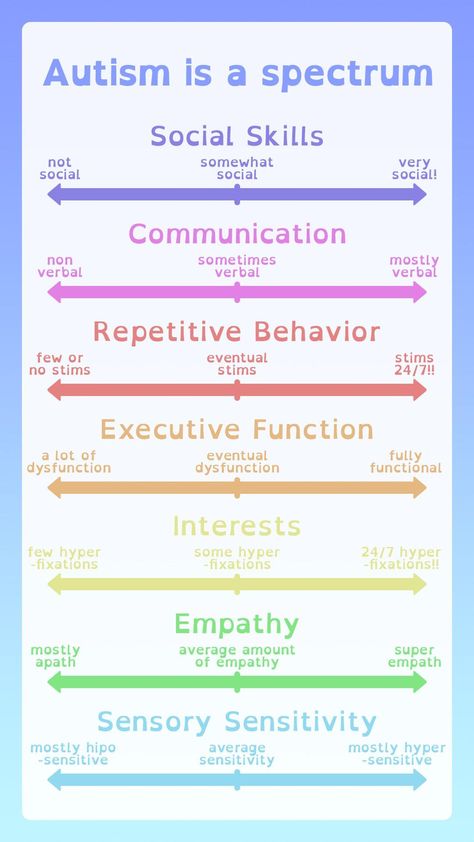 Autism is a spectrum
Social Skills
not somewhat very
social social social!
Communication
non sometimes mostly
verbal verbal verbal
Repetitive Behavior
few or eventual stims
no stims stims 24/7!!
Executive Function
a lot of eventual fully
dysfunction dysfunction functional
Interests
few hyper some hyper 24/7 hyper
-fixations -fixations -fixations!!
Empathy
mostly average amount super
apath of empathy empath
Sensory Sensitivity
mostly hipo average mostly hyper
-sensitive sensitivity -sensitive